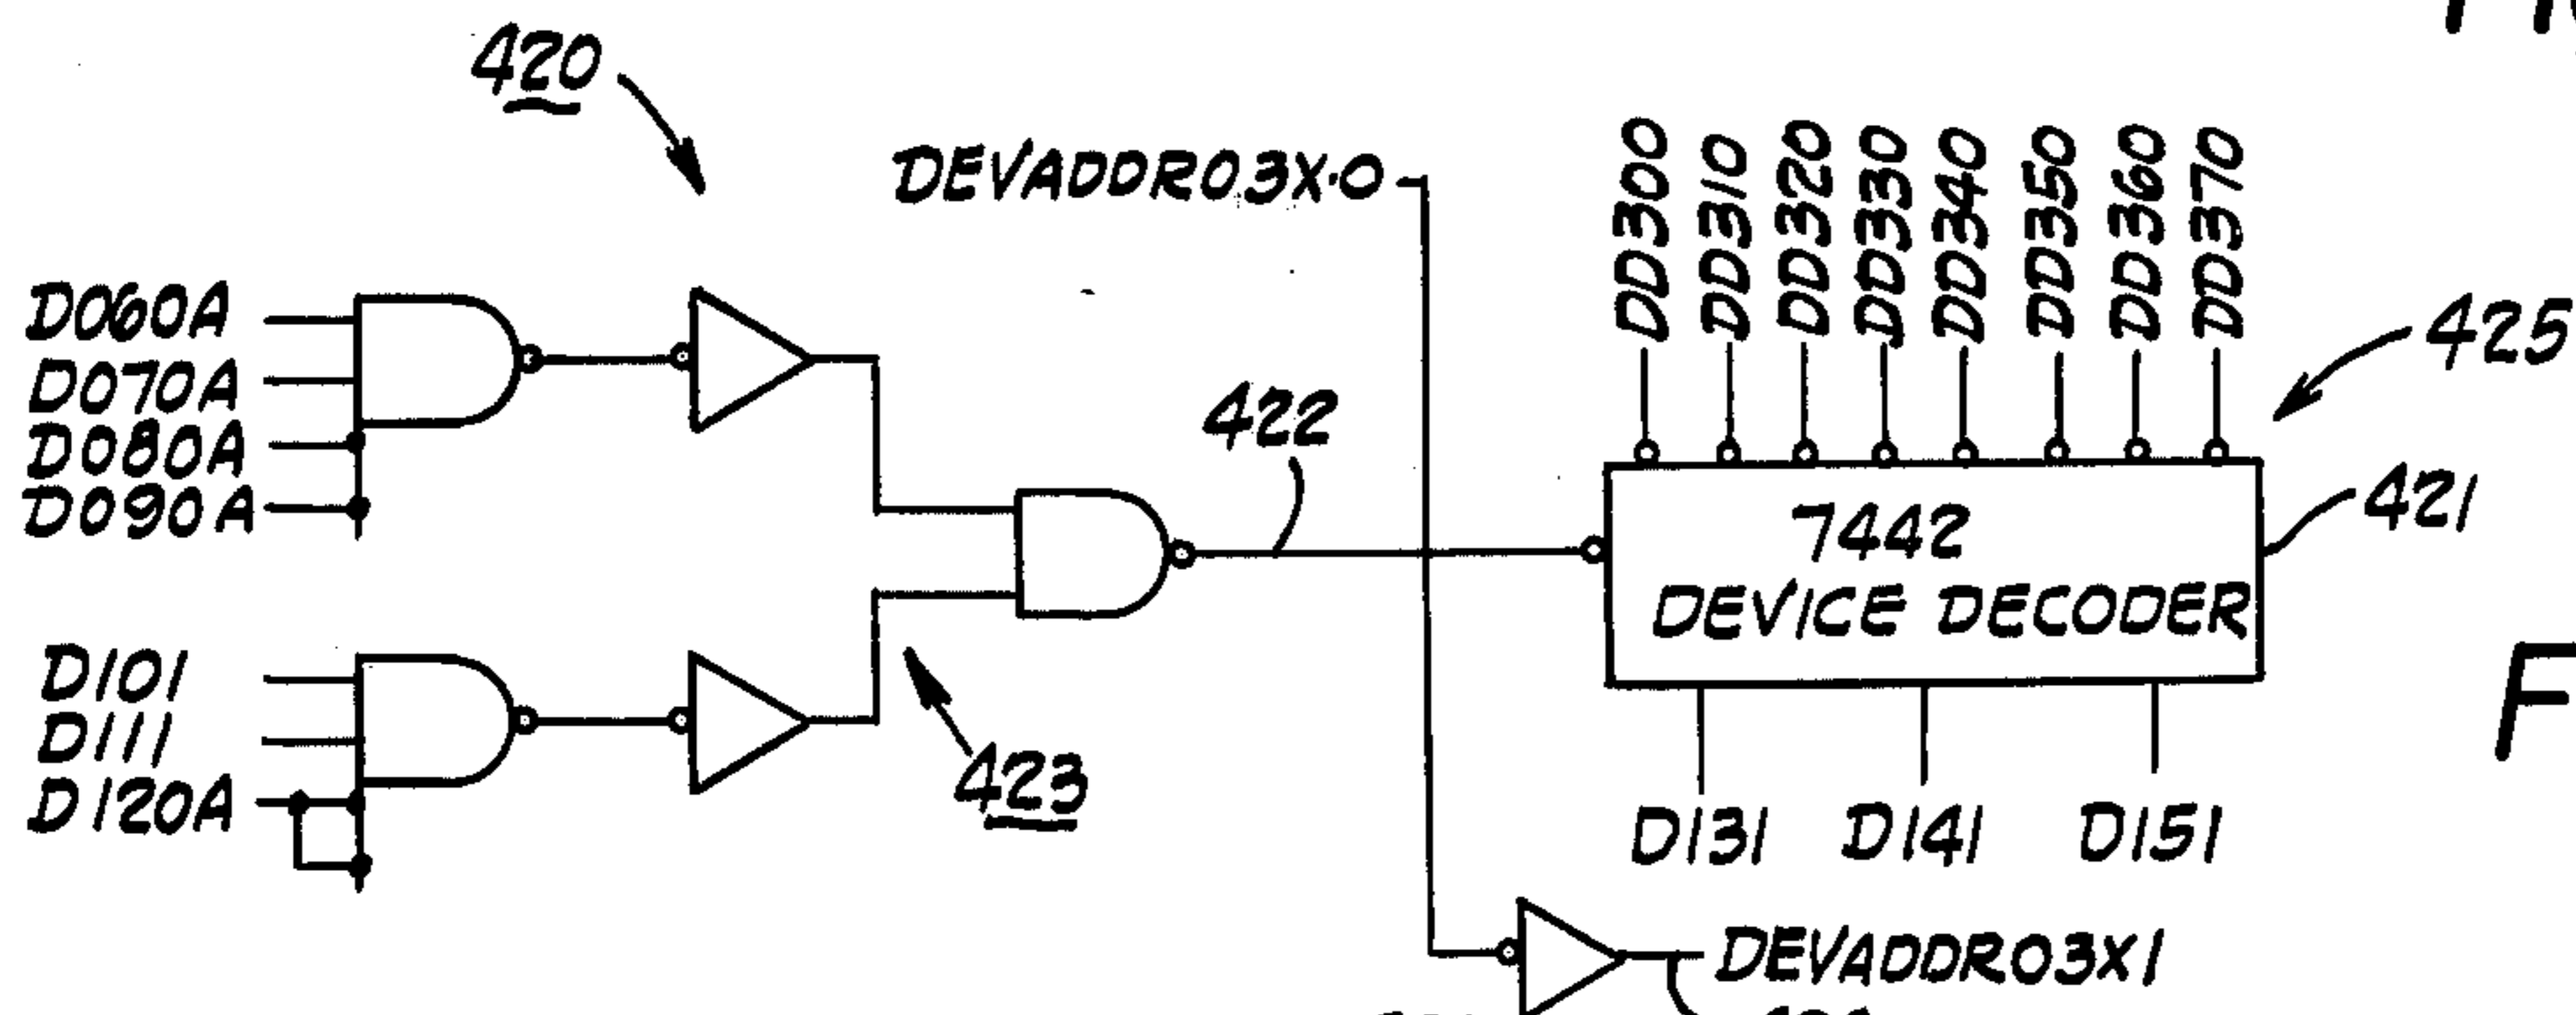 420
DEVADDR03X·0
DD300
DD310
DD320
DD330
DD340
DD350
DD360
DD370
425
D060A
D070A
D080A
D090A
422
7442
DEVICE DECODER
421
D101
D111
D120A
423
D131
D141
D151
F
DEVADDR03X1